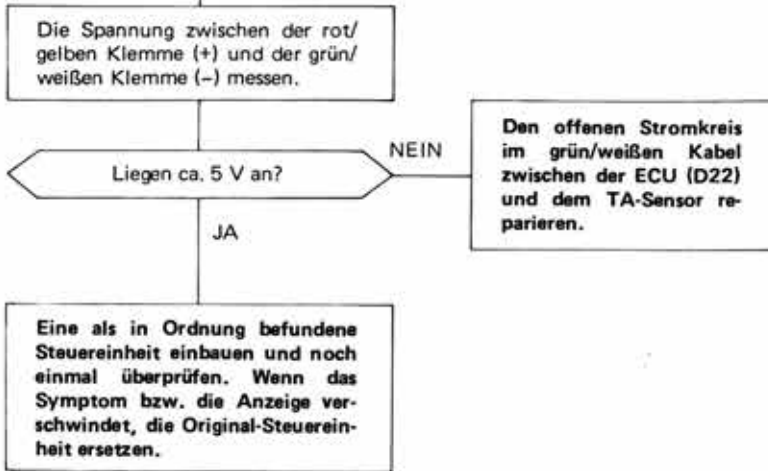 Die Spannung zwischen der rot/
gelben Klemme (+) und der grün/
weißen Klemme (–) messen.
Liegen ca. 5 V an?
NEIN
Den offenen Stromkreis
im grün/weißen Kabel
zwischen der ECU (D22)
und dem TA-Sensor re-
parieren.
JA
Eine als in Ordnung befundene
Steuereinheit einbauen und noch
einmal überprüfen. Wenn das
Symptom bzw. die Anzeige ver-
schwindet, die Original-Steuerein-
heit ersetzen.